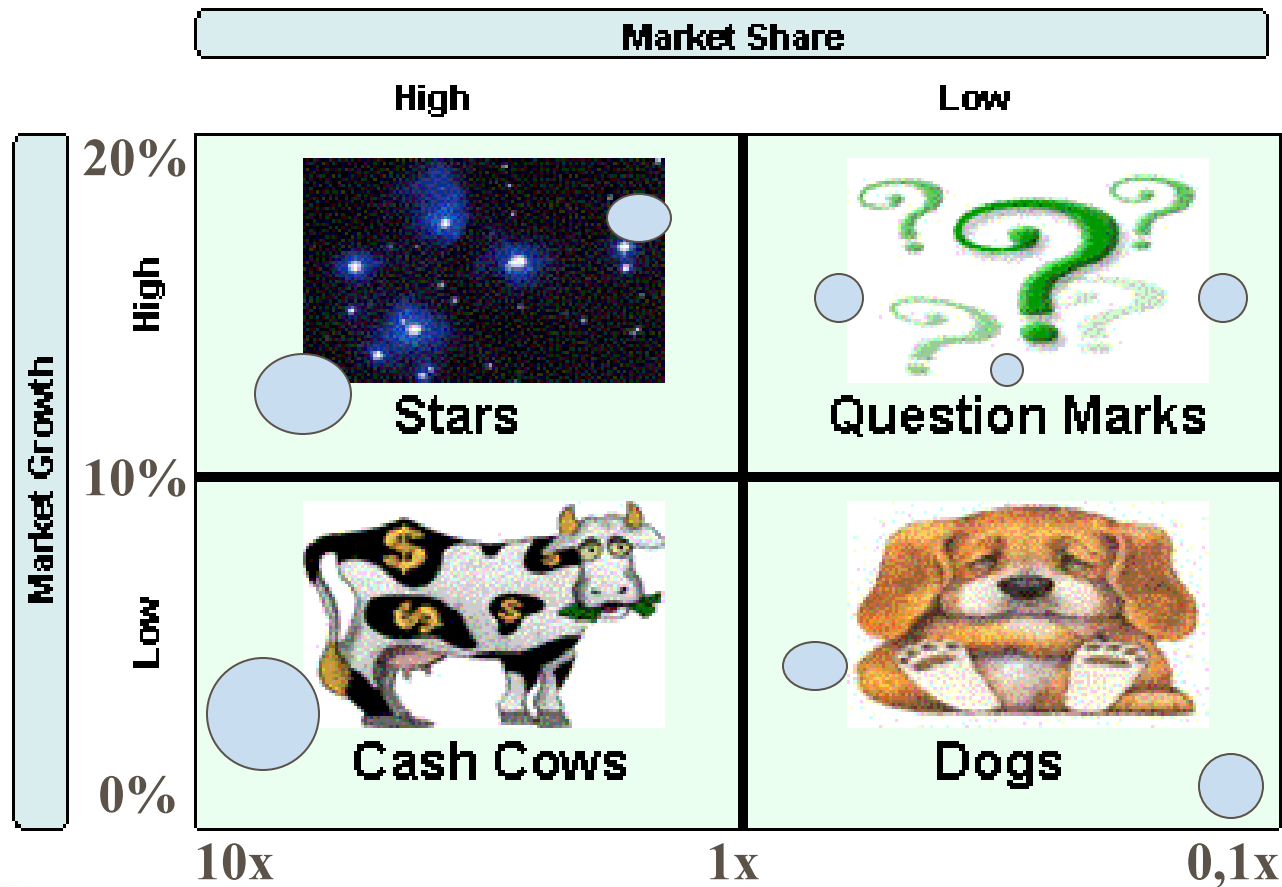 Market Share
High Low
20%
High
Stars
Question Marks
Market Growth
10%
$ $ $
Low
Cash Cows
Dogs
0%
10x 1x 0,1x